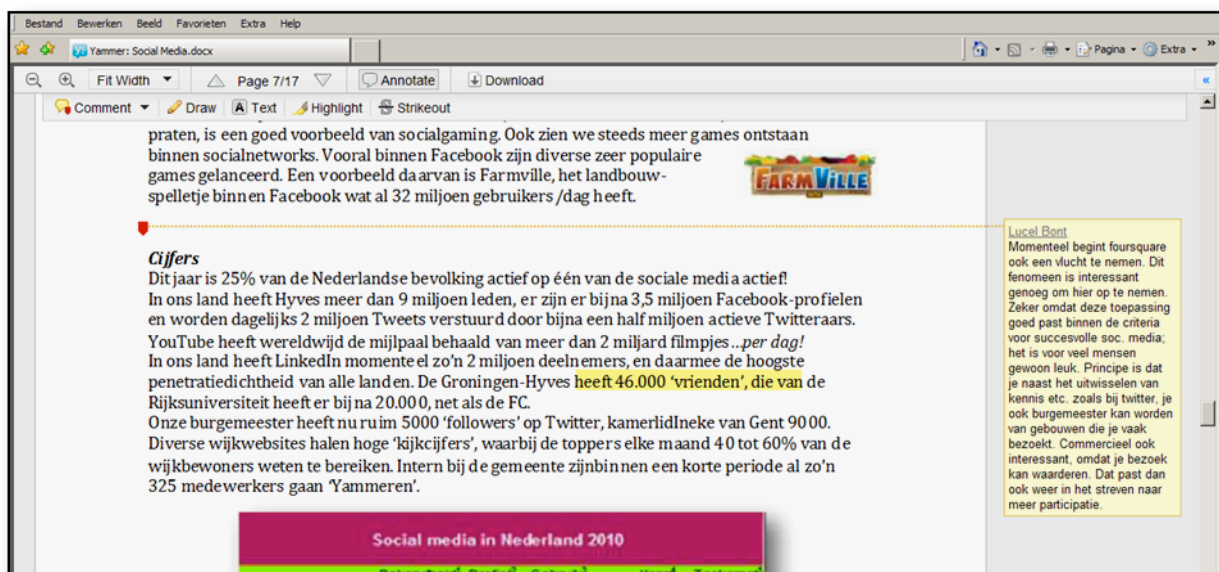 Bestand Bewerken Beeld Favorieten Extra Help
Yammer: Social Media.docx
Pagina Extra »
Fit Width Page 7/17 Annotate Download «
Comment Draw A Text Highlight Strikeout
praten, is een goed voorbeeld van socialgaming. Ook zien we steeds meer games ontstaan
binnen socialnetworks. Vooral binnen Facebook zijn diverse zeer populaire
games gelanceerd. Een voorbeeld daarvan is Farmville, het landbouw-
spelletje binnen Facebook wat al 32 miljoen gebruikers/dag heeft.
FARMVILLE
Cijfers
Dit jaar is 25% van de Nederlandse bevolking actief op één van de sociale media actief!
In ons land heeft Hyves meer dan 9 miljoen leden, er zijn er bijna 3,5 miljoen Facebook-profielen
en worden dagelijks 2 miljoen Tweets verstuurd door bijna een half miljoen actieve Twitteraars.
YouTube heeft wereldwijd de mijlpaal behaald van meer dan 2 miljard filmpjes...per dag!
In ons land heeft LinkedIn momenteel zo’n 2 miljoen deelnemers, en daarmee de hoogste
penetratiedichtheid van alle landen. De Groningen-Hyves heeft 46.000 ‘vrienden’, die van de
Rijksuniversiteit heeft er bijna 20.000, net als de FC.
Onze burgemeester heeft nu ruim 5000 ‘followers’ op Twitter, kamerlidIneke van Gent 9000.
Diverse wijkwebsites halen hoge ‘kijkcijfers’, waarbij de toppers elke maand 40 tot 60% van de
wijkbewoners weten te bereiken. Intern bij de gemeente zijnbinnen een korte periode al zo’n
325 medewerkers gaan ‘Yammeren’.
Social media in Nederland 2010
Lucel Bont
Momenteel begint foursquare
ook een vlucht te nemen. Dit
fenomeen is interessant
genoeg om hier op te nemen.
Zeker omdat deze toepassing
goed past binnen de criteria
voor succesvolle soc. media;
het is voor veel mensen
gewoon leuk. Principe is dat
je naast het uitwisselen van
kennis etc. zoals bij twitter, je
ook burgemeester kan worden
van gebouwen die je vaak
bezoekt. Commercieel ook
interessant, omdat je bezoek
kan waarderen. Dat past dan
ook weer in het streven naar
meer participatie.